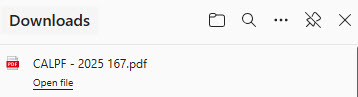 Downloads
PDF
CALPF - 2025 167.pdf
Open file